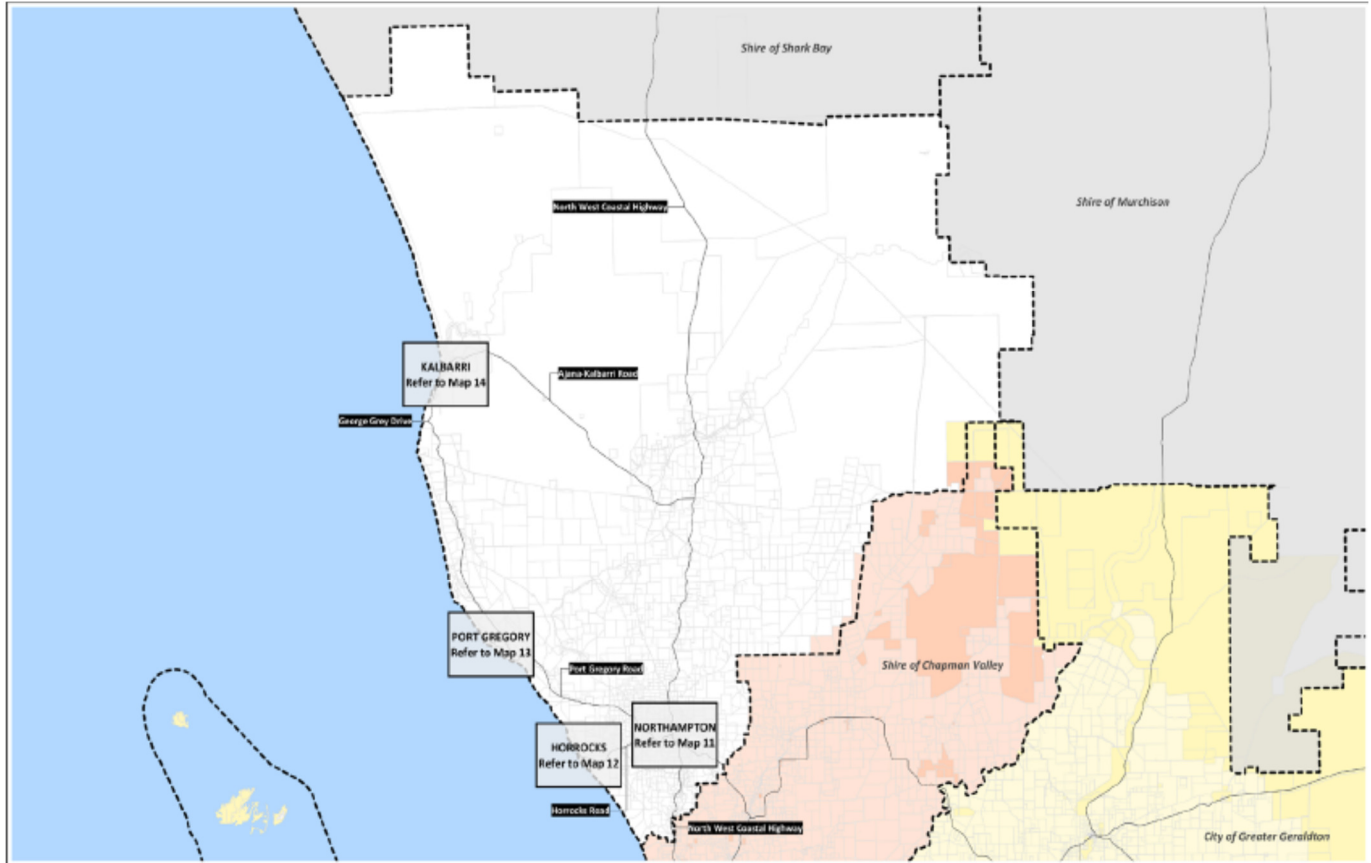 Shire of Shark Bay
Shire of Murchison
North West Coastal Highway
KALBARRI
Refer to Map 14
Ajana-Kalbarri Road
George Grey Drive
PORT GREGORY
Refer to Map 13
Port Gregory Road
Shire of Chapman Valley
NORTHAMPTON
Refer to Map 11
HORROCKS
Refer to Map 12
Horrocks Road
North West Coastal Highway
City of Greater Geraldton